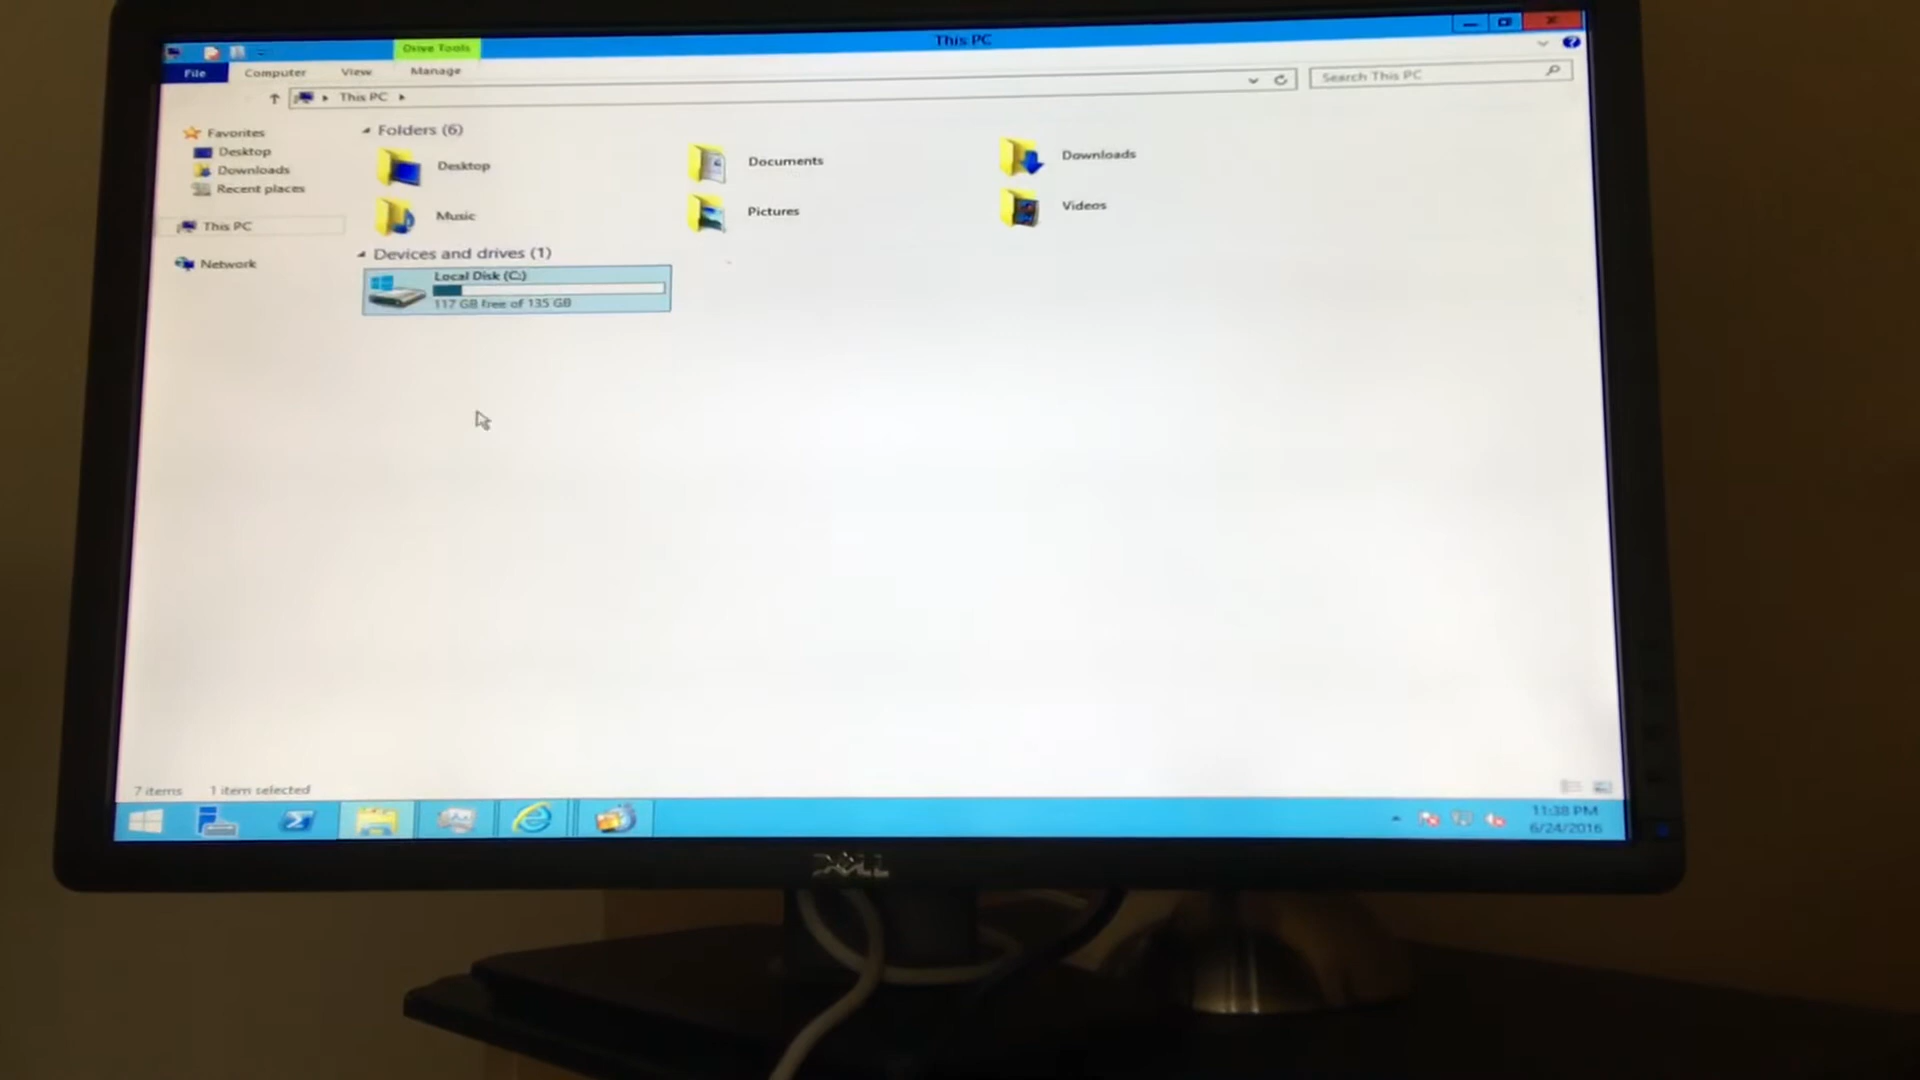 This PC
Drive Tools
File Computer View Manage
This PC
Search This PC
Favorites
Desktop
Downloads
Recent places
This PC
Network
Folders (6)
Desktop
Documents
Downloads
Music
Pictures
Videos
Devices and drives (1)
Local Disk (C:)
117 GB free of 135 GB
7 items 1 item selected
11:38 PM
6/24/2016
DELL